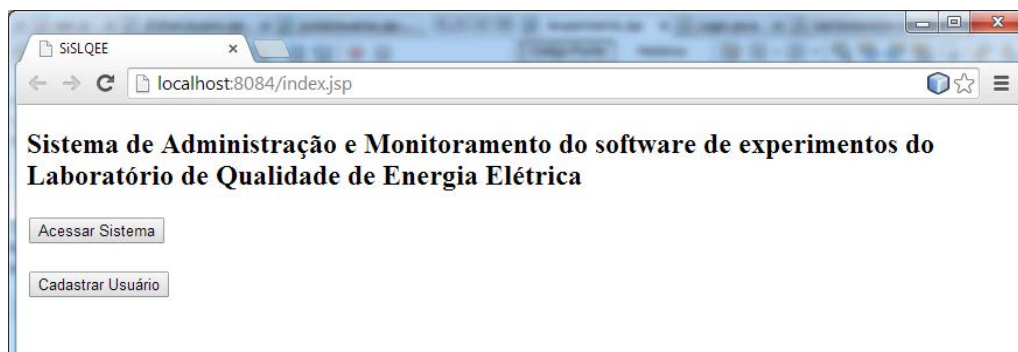 SiSLQEE
localhost:8084/index.jsp
Sistema de Administração e Monitoramento do software de experimentos do
Laboratório de Qualidade de Energia Elétrica
Acessar Sistema
Cadastrar Usuário